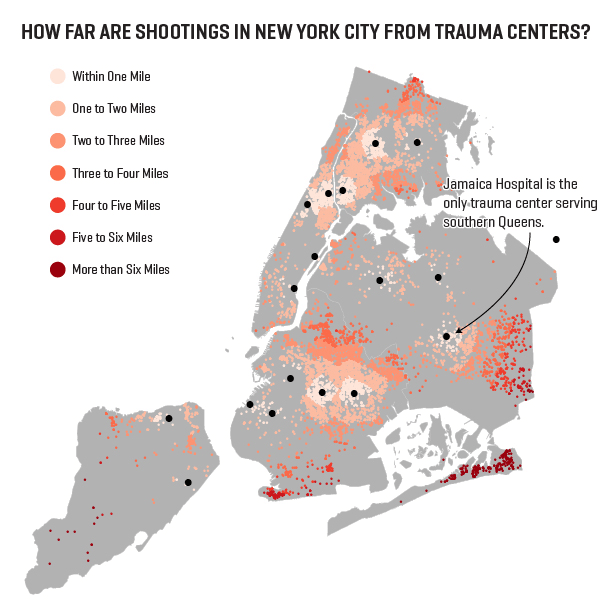 HOW FAR ARE SHOOTINGS IN NEW YORK CITY FROM TRAUMA CENTERS?
Within One Mile
One to Two Miles
Two to Three Miles
Three to Four Miles
Four to Five Miles
Five to Six Miles
More than Six Miles
Jamaica Hospital is the
only trauma center serving
southern Queens.